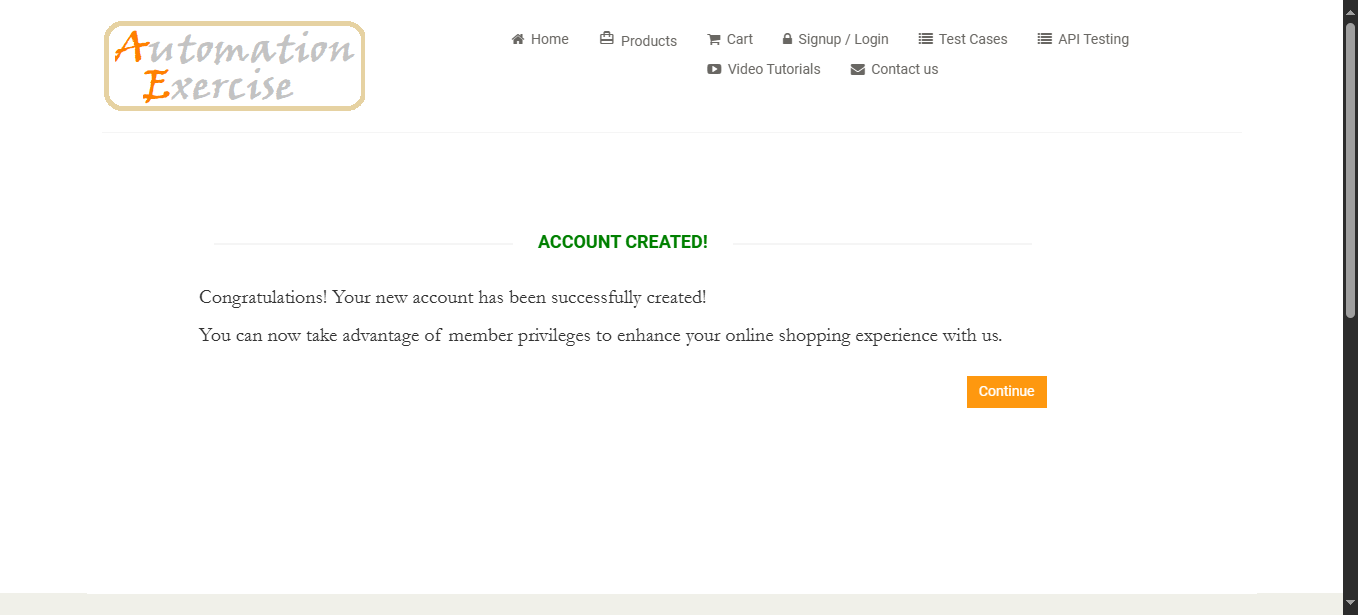 Automation
Exercise
Home Products Cart Signup / Login Test Cases API Testing
Video Tutorials Contact us
ACCOUNT CREATED!
Congratulations! Your new account has been successfully created!
You can now take advantage of member privileges to enhance your online shopping experience with us.
Continue